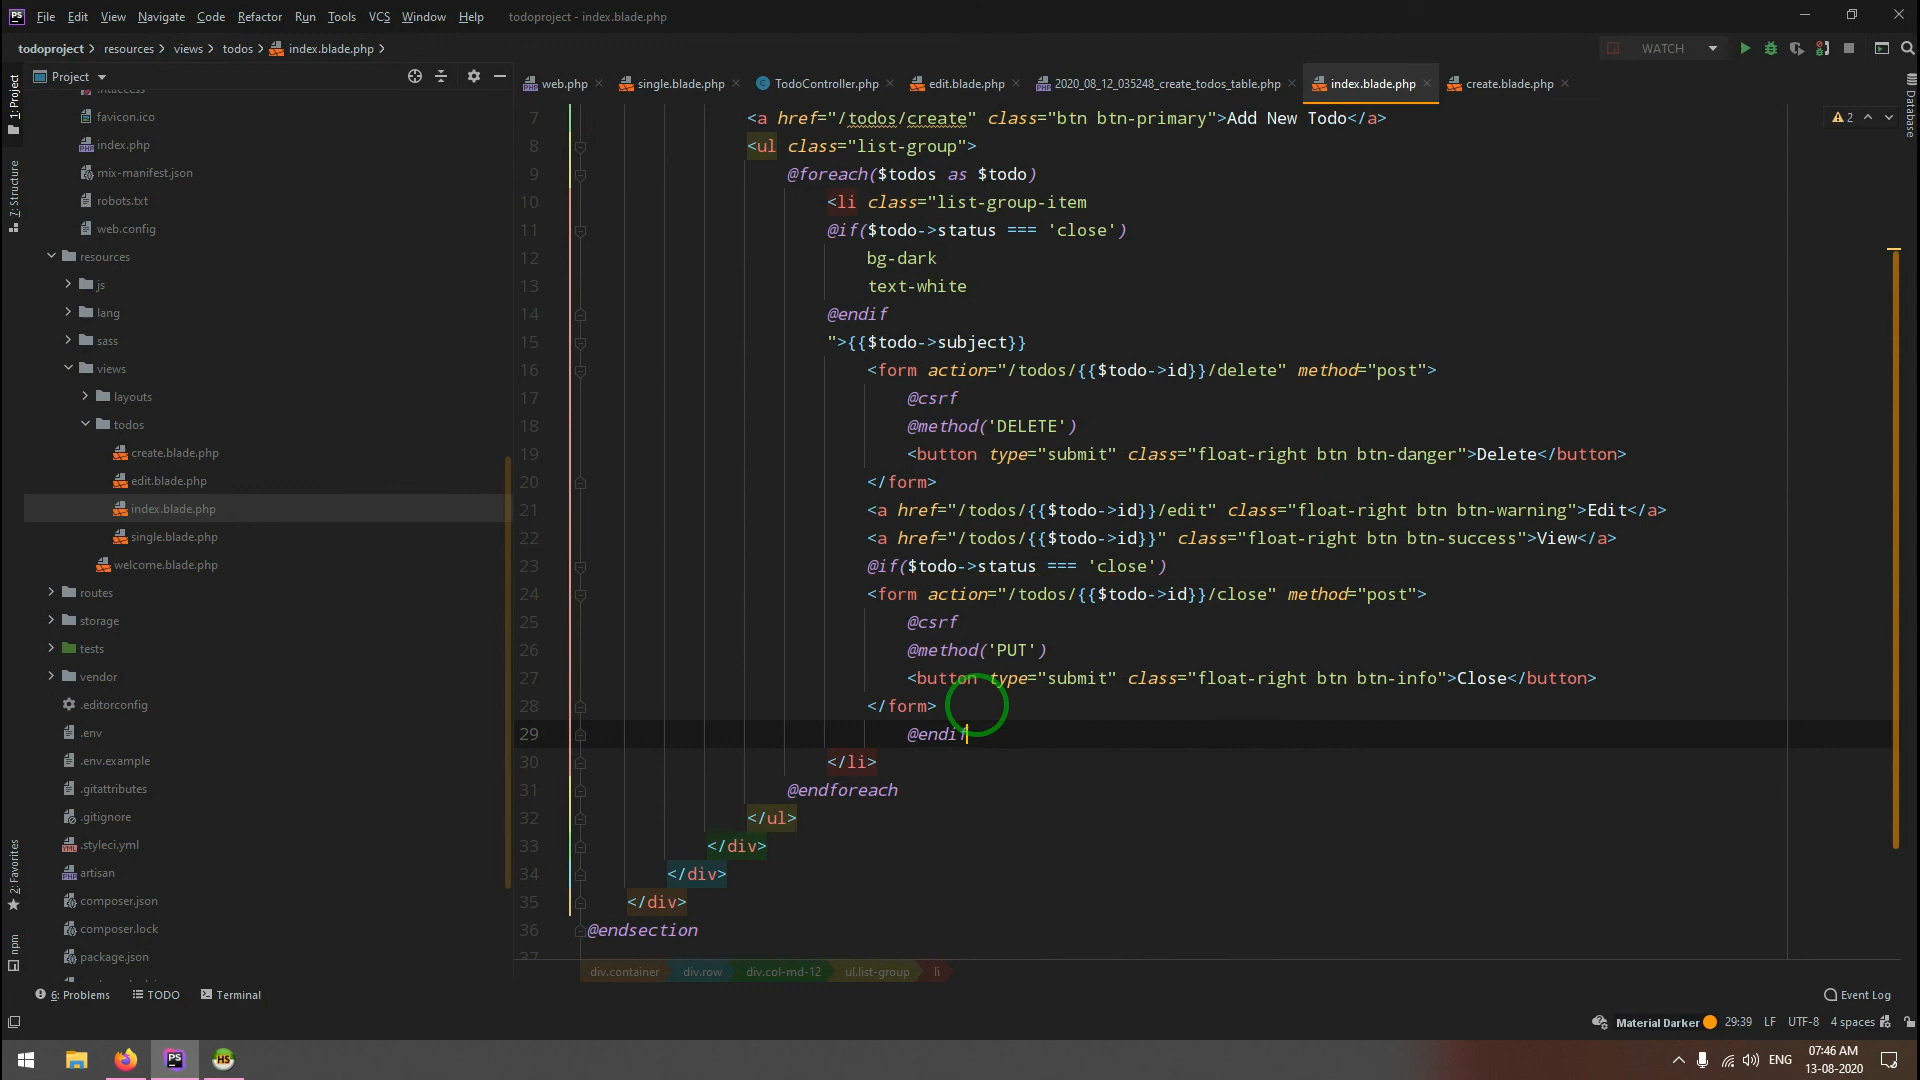 File Edit View Navigate Code Refactor Run Tools VCS Window Help todoproject - index.blade.php
todoproject resources views todos index.blade.php
WATCH
Project
web.php single.blade.php TodoController.php edit.blade.php 2020_08_12_035248_create_todos_table.php index.blade.php create.blade.php
1: Project
7: Structure
2: Favorites
npm
Database
2
.htaccess
favicon.ico
index.php
mix-manifest.json
robots.txt
web.config
resources
js
lang
sass
views
layouts
todos
create.blade.php
edit.blade.php
index.blade.php
single.blade.php
welcome.blade.php
routes
storage
tests
vendor
.editorconfig
.env
.env.example
.gitattributes
.gitignore
.styleci.yml
artisan
composer.json
composer.lock
package.json
7 <a href="/todos/create" class="btn btn-primary">Add New Todo</a>
8 <ul class="list-group">
9 @foreach($todos as $todo)
10 <li class="list-group-item
11 @if($todo->status === 'close')
12 bg-dark
13 text-white
14 @endif
15 ">{{$todo->subject}}
16 <form action="/todos/{{$todo->id}}/delete" method="post">
17 @csrf
18 @method('DELETE')
19 <button type="submit" class="float-right btn btn-danger">Delete</button>
20 </form>
21 <a href="/todos/{{$todo->id}}/edit" class="float-right btn btn-warning">Edit</a>
22 <a href="/todos/{{$todo->id}}" class="float-right btn btn-success">View</a>
23 @if($todo->status === 'close')
24 <form action="/todos/{{$todo->id}}/close" method="post">
25 @csrf
26 @method('PUT')
27 <button type="submit" class="float-right btn btn-info">Close</button>
28 </form>
29 @endif
30 </li>
31 @endforeach
32 </ul>
33 </div>
34 </div>
35 </div>
36 @endsection
37
div.container div.row div.col-md-12 ul.list-group li
6: Problems TODO Terminal Event Log
Material Darker 29:39 LF UTF-8 4 spaces
PS HS ENG 07:46 AM
13-08-2020